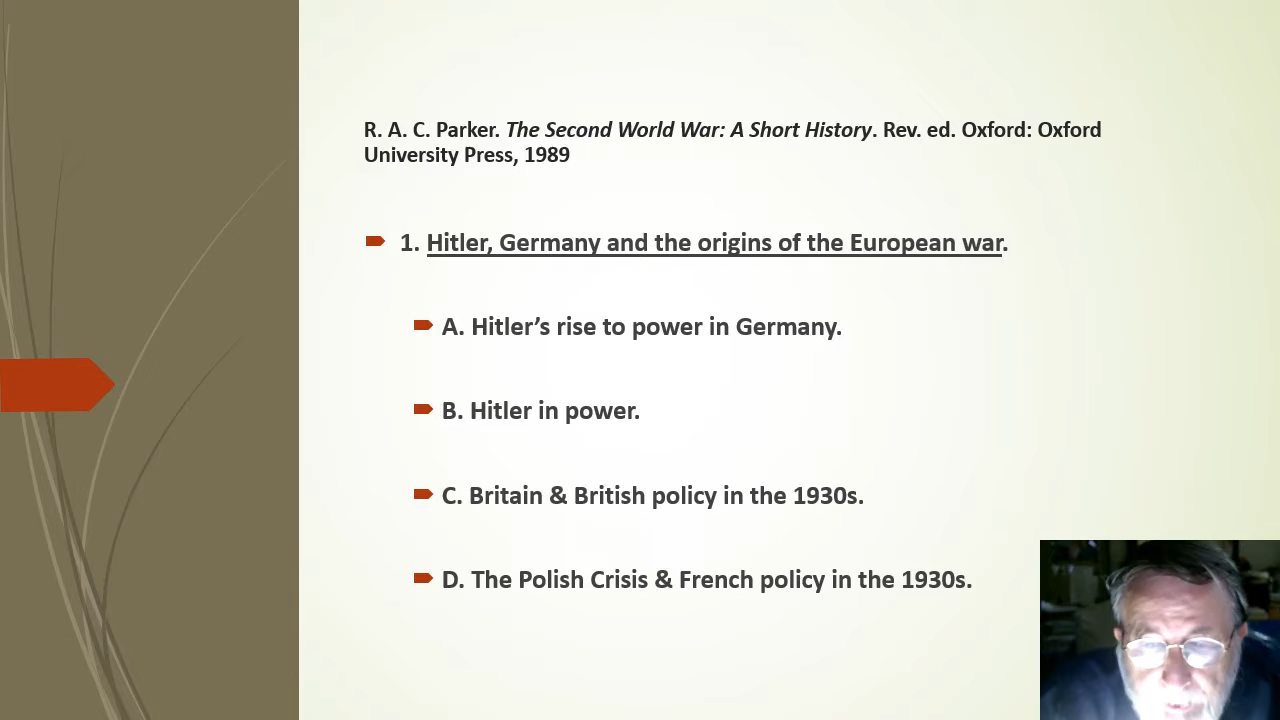 R. A. C. Parker. The Second World War: A Short History. Rev. ed. Oxford: Oxford
University Press, 1989
1. Hitler, Germany and the origins of the European war.
A. Hitler’s rise to power in Germany.
B. Hitler in power.
C. Britain & British policy in the 1930s.
D. The Polish Crisis & French policy in the 1930s.